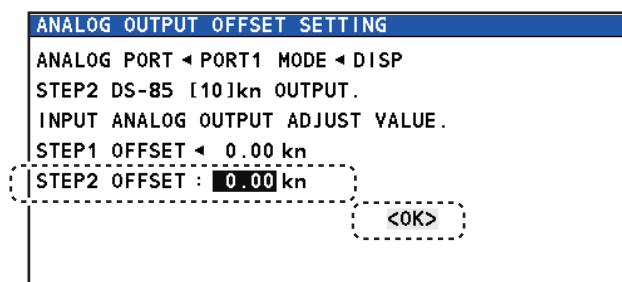 ANALOG OUTPUT OFFSET SETTING
ANALOG PORT ◄ PORT1 MODE ◄ DISP
STEP2 DS-85 [10]kn OUTPUT.
INPUT ANALOG OUTPUT ADJUST VALUE.
STEP1 OFFSET ◄ 0.00 kn
STEP2 OFFSET : 0.00 kn
<OK>